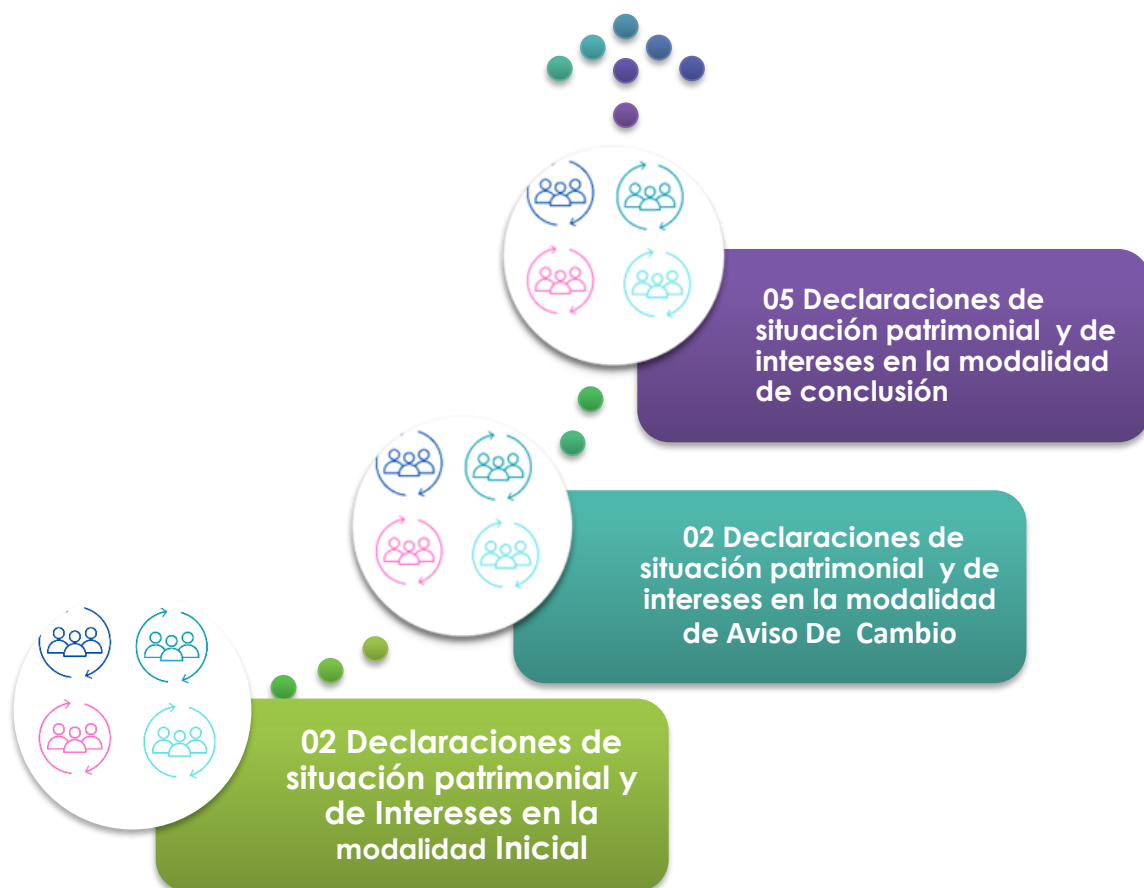 05 Declaraciones de
situación patrimonial y de
intereses en la modalidad
de conclusión
02 Declaraciones de
situación patrimonial y de
intereses en la modalidad
de Aviso De Cambio
02 Declaraciones de
situación patrimonial y
de Intereses en la
modalidad Inicial